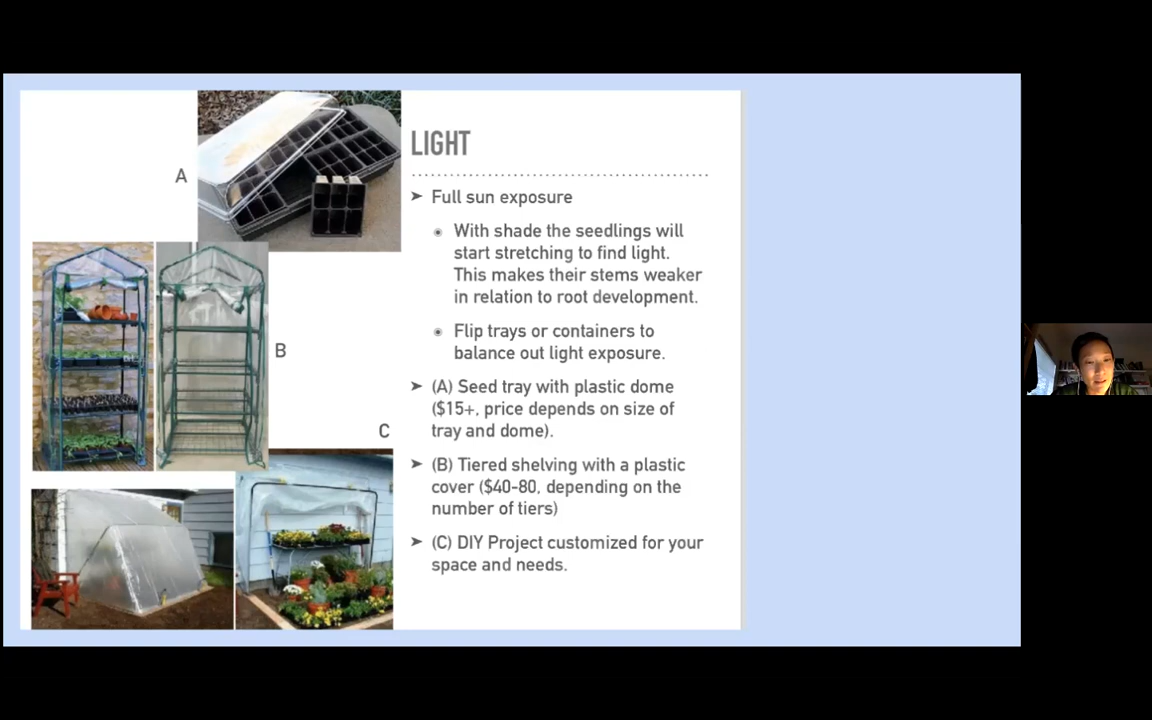 LIGHT
➤ Full sun exposure
◉ With shade the seedlings will
start stretching to find light.
This makes their stems weaker
in relation to root development.
◉ Flip trays or containers to
balance out light exposure.
➤ (A) Seed tray with plastic dome
($15+, price depends on size of
tray and dome).
➤ (B) Tiered shelving with a plastic
cover ($40-80, depending on the
number of tiers)
➤ (C) DIY Project customized for your
space and needs.
A
B
C